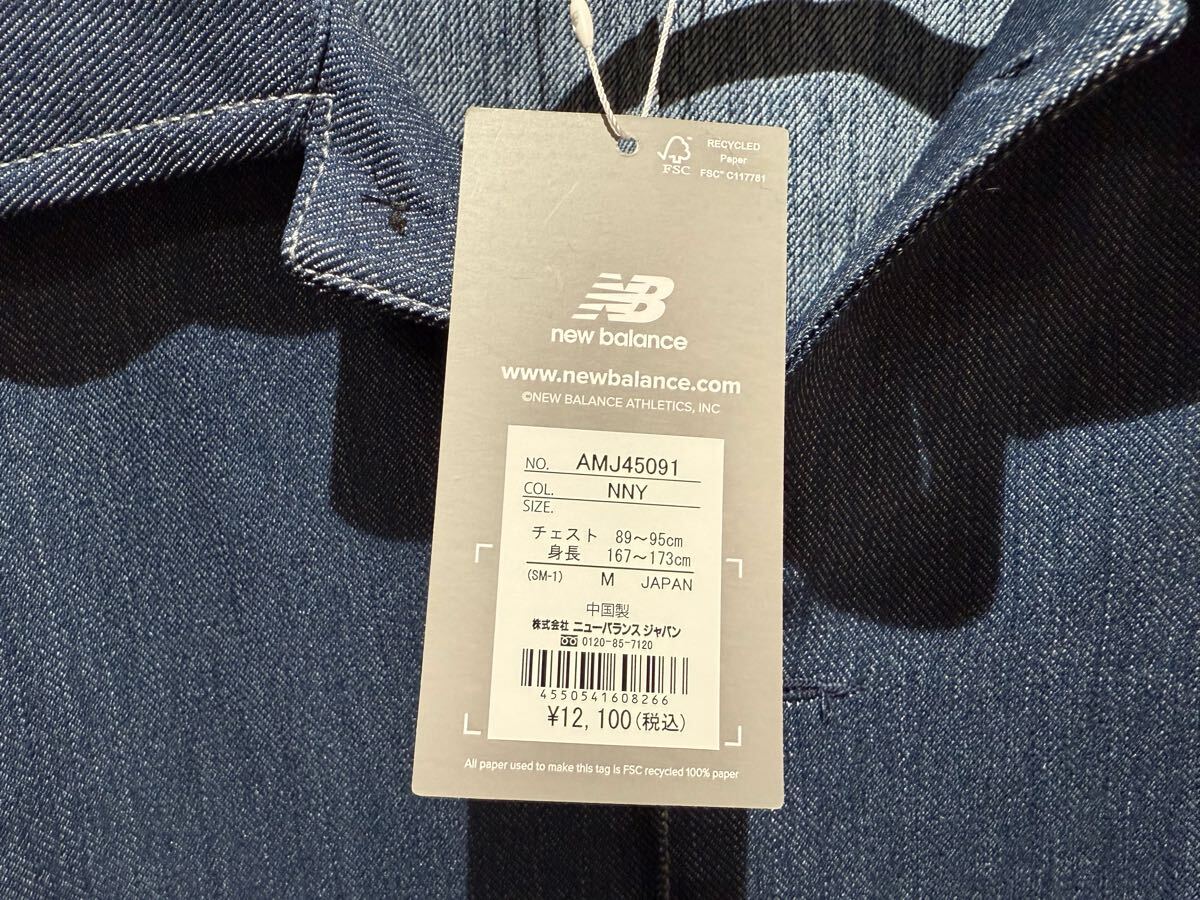 RECYCLED
Paper
FSC
FSC™ C117781
NB
new balance
www.newbalance.com
©NEW BALANCE ATHLETICS, INC
NO. AMJ45091
COL. NNY
SIZE.
チェスト 89～95cm
身長 167～173cm
(SM-1) M JAPAN
中国製
株式会社 ニューバランス ジャパン
0120-85-7120
4550541608266
¥12,100(税込)
All paper used to make this tag is FSC recycled 100% paper